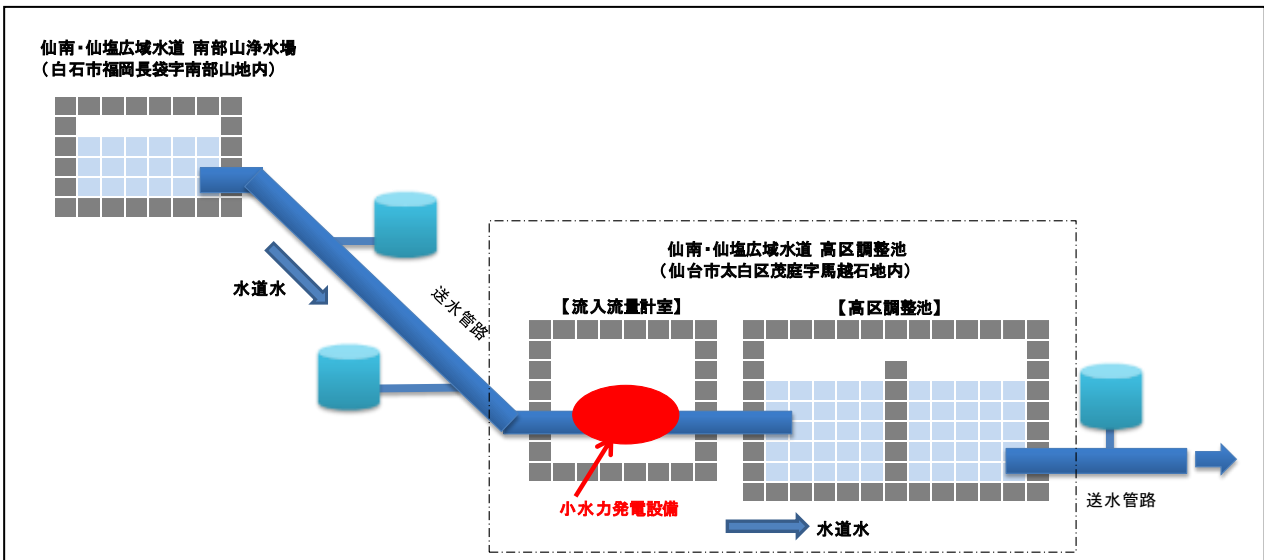 仙南・仙塩広域水道 南部山浄水場
（白石市福岡長袋字南部山地内）
水道水
送水管路
仙南・仙塩広域水道 高区調整池
（仙台市太白区茂庭字馬越石地内）
【流入流量計室】
【高区調整池】
小水力発電設備
水道水
送水管路